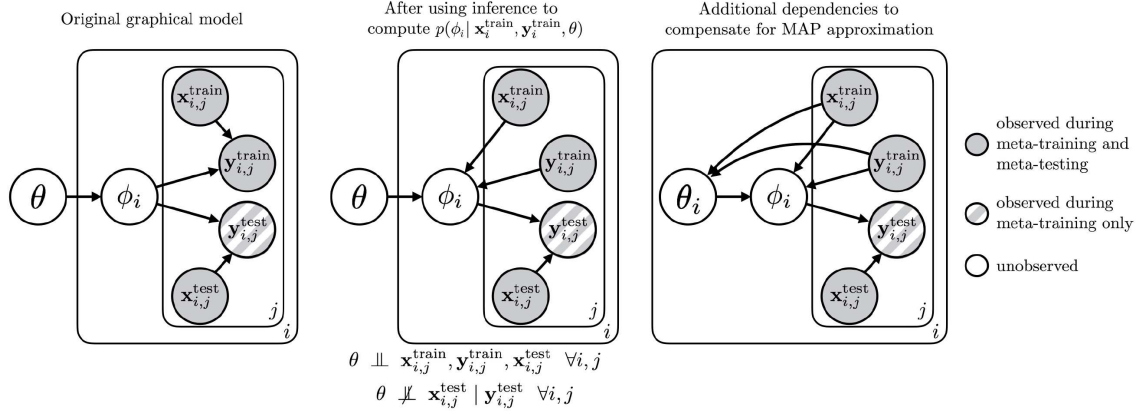 Original graphical model
After using inference to
compute p(ϕ_i | x_i^train, y_i^train, θ)
Additional dependencies to
compensate for MAP approximation
x_{i,j}^train
y_{i,j}^train
θ
ϕ_i
y_{i,j}^test
x_{i,j}^test
j
i
x_{i,j}^train
y_{i,j}^train
θ
ϕ_i
y_{i,j}^test
x_{i,j}^test
j
i
θ ⫫ x_{i,j}^train, y_{i,j}^train, x_{i,j}^test ∀i, j
θ ⫫̸ x_{i,j}^test | y_{i,j}^test ∀i, j
x_{i,j}^train
y_{i,j}^train
θ_i
ϕ_i
y_{i,j}^test
x_{i,j}^test
j
i
observed during
meta-training and
meta-testing
observed during
meta-training only
unobserved